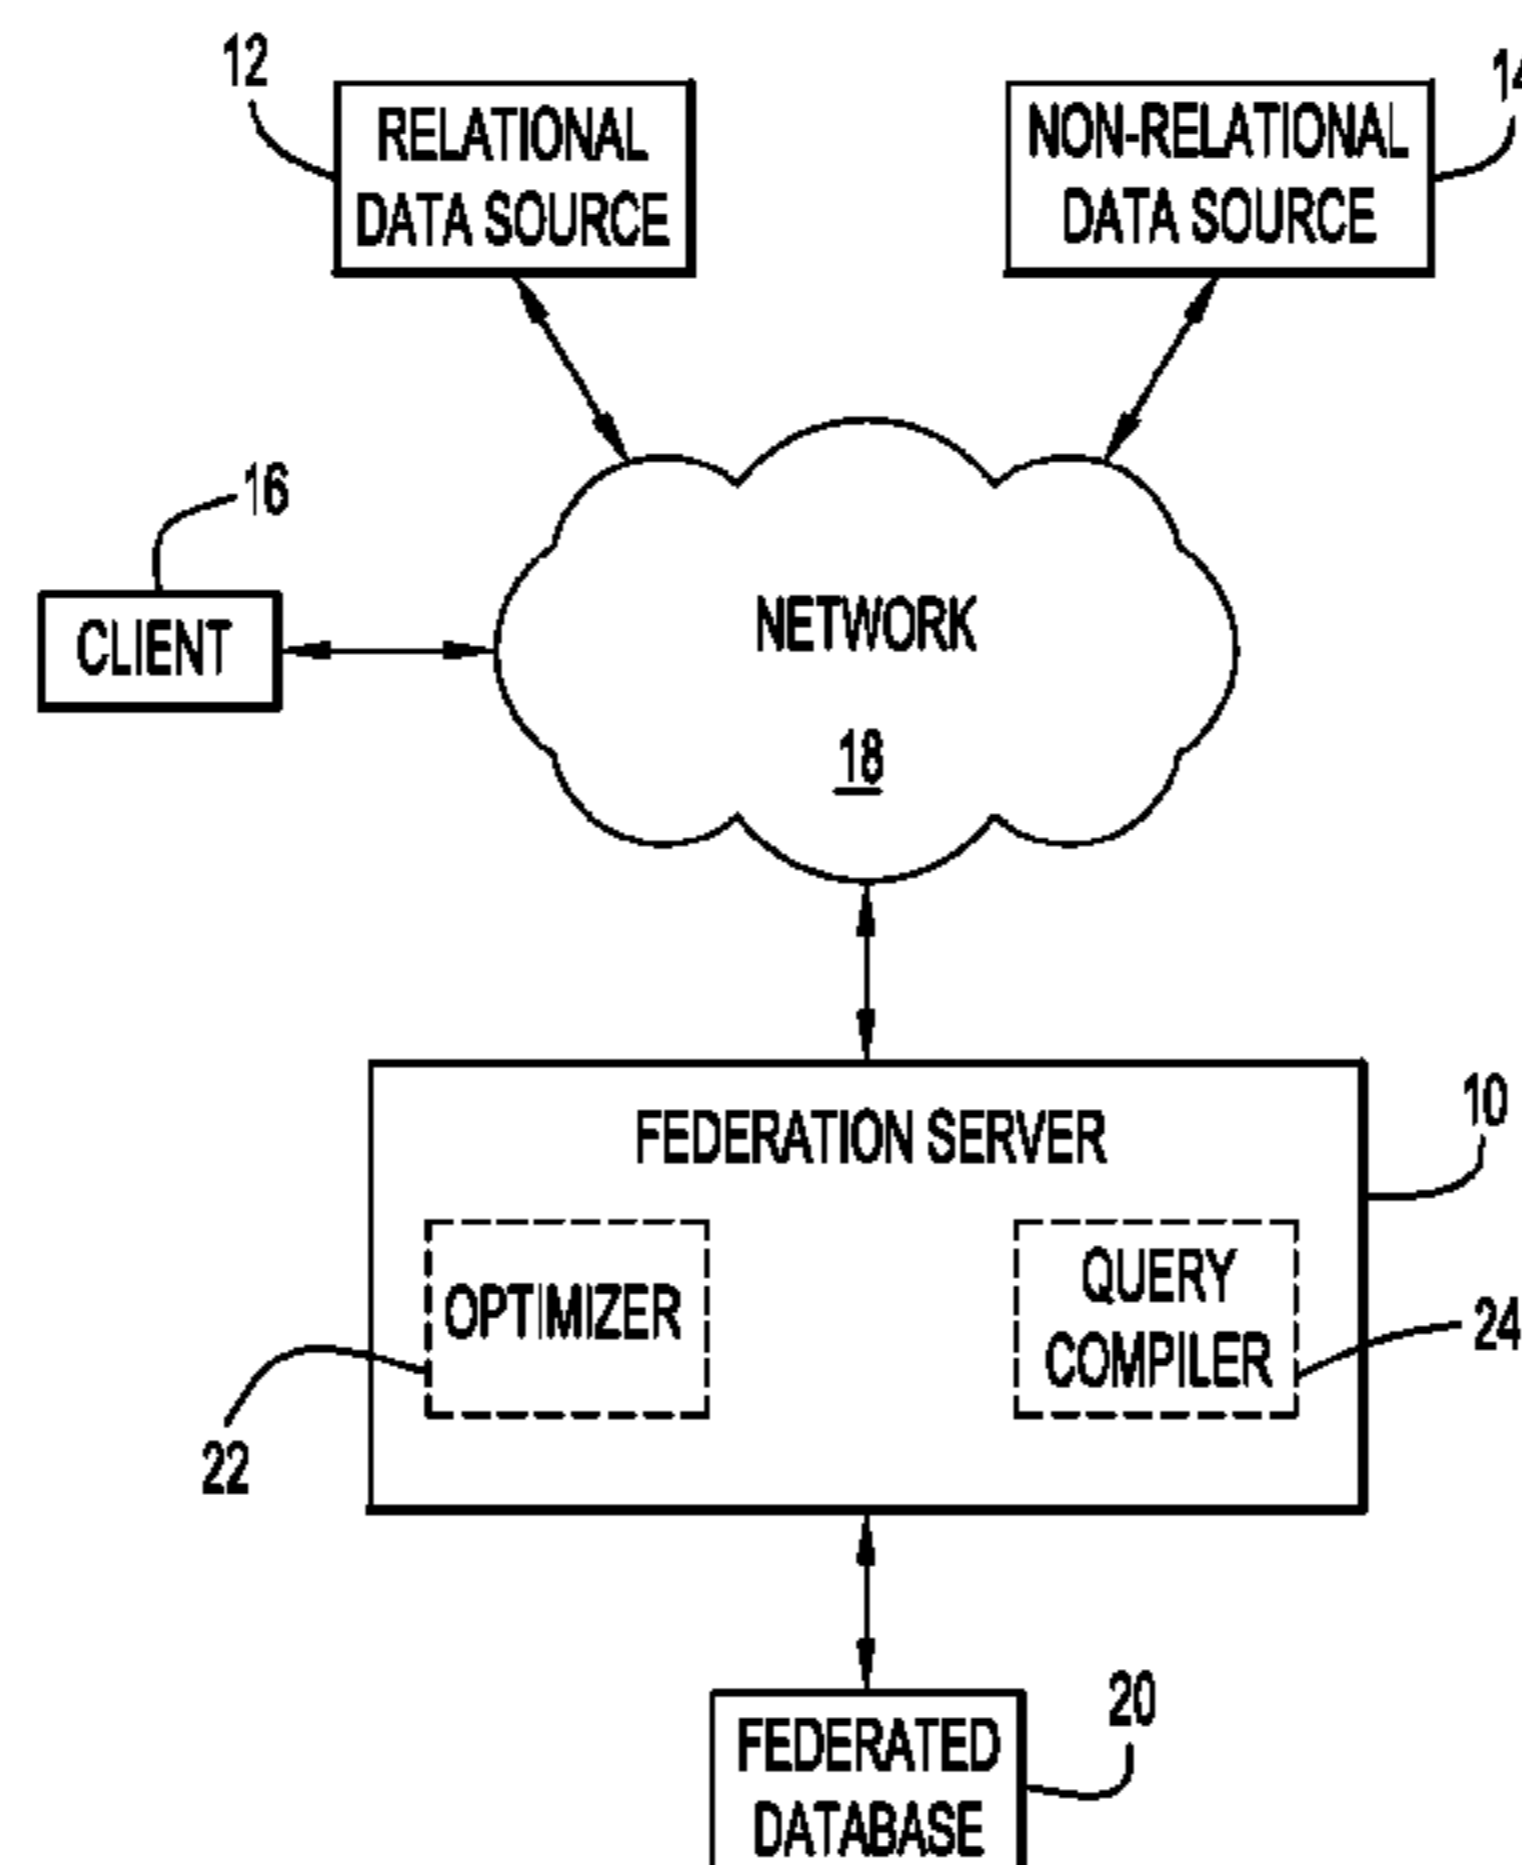 12
RELATIONAL
DATA SOURCE
NON-RELATIONAL
DATA SOURCE
14
16
CLIENT
NETWORK
18
FEDERATION SERVER
10
OPTIMIZER
QUERY
COMPILER
24
22
20
FEDERATED
DATABASE